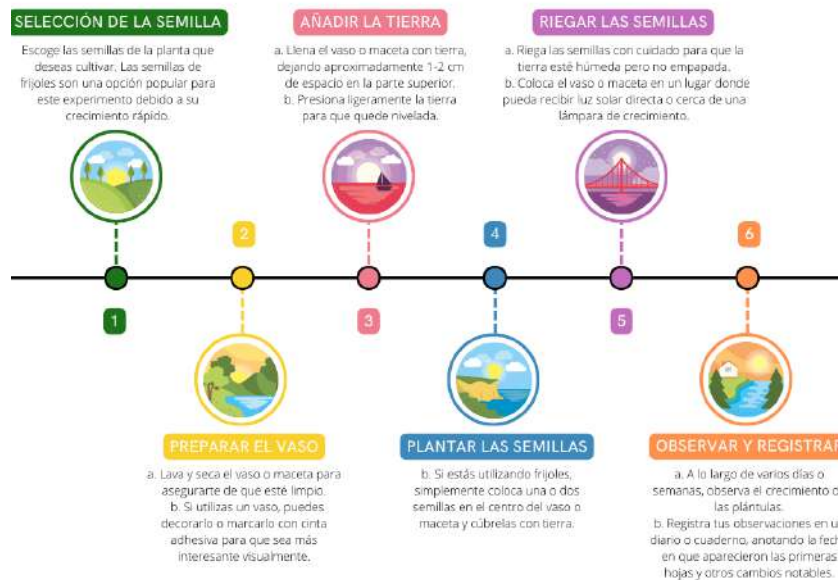 SELECCIÓN DE LA SEMILLA
Escoge las semillas de la planta que
deseas cultivar. Las semillas de
frijoles son una opción popular para
este experimento debido a su
crecimiento rápido.
1
2
PREPARAR EL VASO
a. Lava y seca el vaso o maceta para
asegurarte de que esté limpio.
b. Si utilizas un vaso, puedes
decorarlo o marcarlo con cinta
adhesiva para que sea más
interesante visualmente.
AÑADIR LA TIERRA
a. Llena el vaso o maceta con tierra,
dejando aproximadamente 1-2 cm
de espacio en la parte superior.
b. Presiona ligeramente la tierra
para que quede nivelada.
3
4
PLANTAR LAS SEMILLAS
b. Si estás utilizando frijoles,
simplemente coloca una o dos
semillas en el centro del vaso o
maceta y cúbrelas con tierra.
RIEGAR LAS SEMILLAS
a. Riega las semillas con cuidado para que la
tierra esté húmeda pero no empapada.
b. Coloca el vaso o maceta en un lugar donde
pueda recibir luz solar directa o cerca de una
lámpara de crecimiento.
5
6
OBSERVAR Y REGISTRAR
a. A lo largo de varios días o
semanas, observa el crecimiento
las plántulas.
b. Registra tus observaciones en
diario o cuaderno, anotando la
en que aparecieron las primeras
hojas y otros cambios notables.